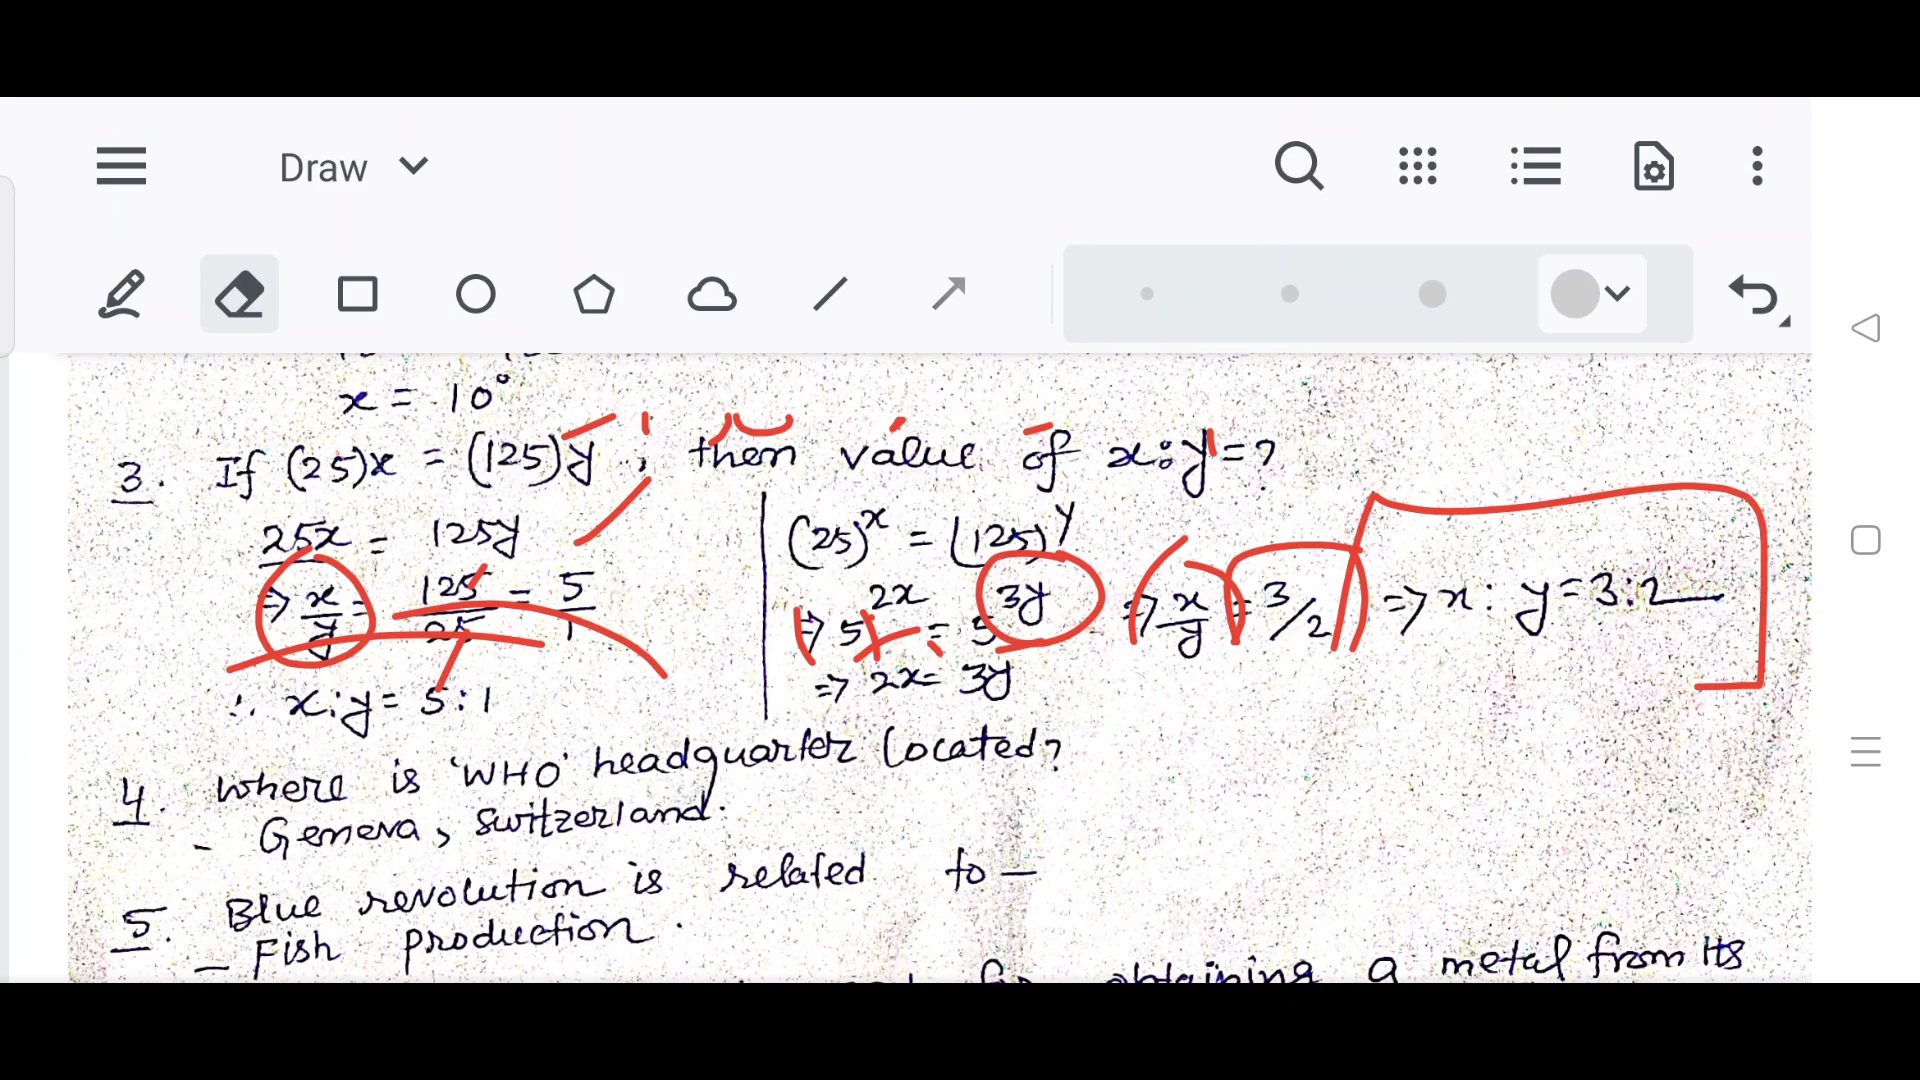 Draw
x = 10°
3. If (25)x = (125)y ; then value of x:y = ?
25x = 125y
⇒ x/y = 125/25 = 5/1
∴ x:y = 5:1
(25)^x = (125)^y
⇒ 5^2x = 5^3y
⇒ 2x = 3y
⇒ x/y = 3/2 ⇒ x : y = 3:2
4. Where is 'WHO' headquarter Located?
- Geneva, Switzerland.
5. Blue revolution is related to —
- Fish production.
obtaining a metal from its